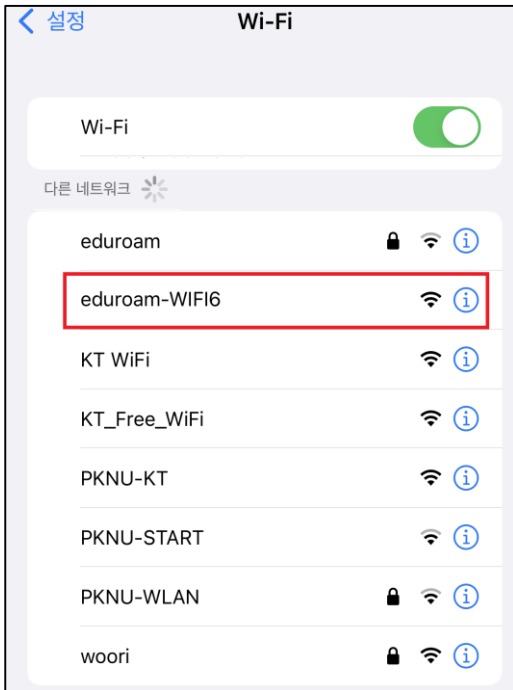 설정 Wi-Fi
Wi-Fi
다른 네트워크
eduroam
eduroam-WIFI6
KT WiFi
KT_Free_WiFi
PKNU-KT
PKNU-START
PKNU-WLAN
woori